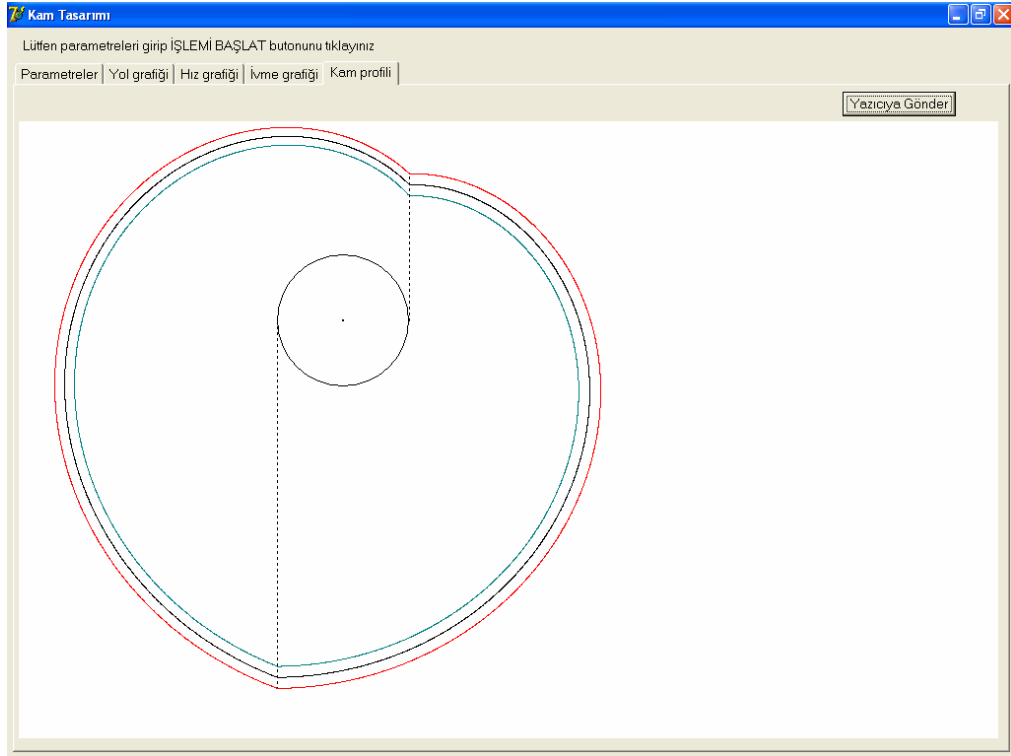 Kam Tasarımı
Lütfen parametreleri girip İŞLEMİ BAŞLAT butonunu tıklayınız
Parametreler Yol grafiği Hız grafiği İvme grafiği Kam profili
Yazıcıya Gönder